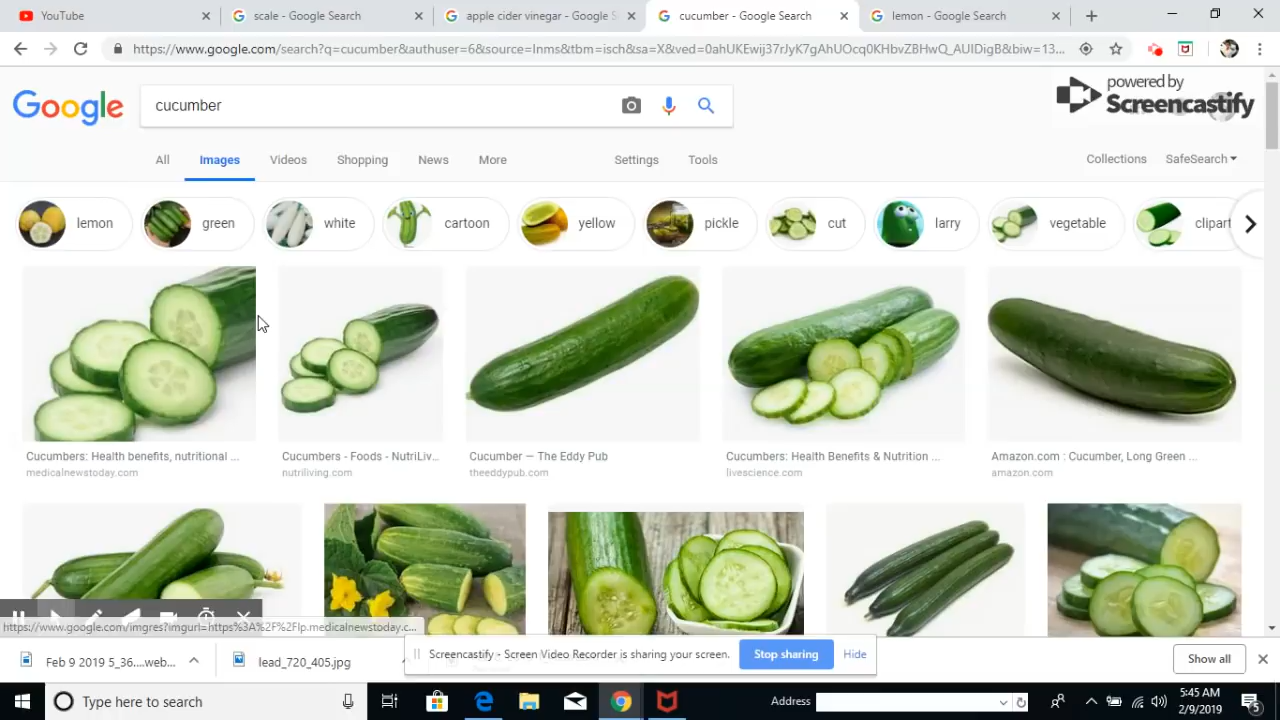 YouTube
scale - Google Search
apple cider vinegar - Google S
cucumber - Google Search
lemon - Google Search
https://www.google.com/search?q=cucumber&authuser=6&source=lnms&tbm=isch&sa=X&ved=0ahUKEwij37rJyK7gAhUOcq0KHbvZBHwQ_AUIDigB&biw=13...
Google
cucumber
powered by
Screencastify
All
Images
Videos
Shopping
News
More
Settings
Tools
Collections
SafeSearch
lemon
green
white
cartoon
yellow
pickle
cut
larry
vegetable
clipart
Cucumbers: Health benefits, nutritional ...
medicalnewstoday.com
Cucumbers - Foods - NutriLiv...
nutriliving.com
Cucumber — The Eddy Pub
theeddypub.com
Cucumbers: Health Benefits & Nutrition ...
livescience.com
Amazon.com : Cucumber, Long Green ...
amazon.com
https://www.google.com/imgres?imgurl=https%3A%2F%2Flp.medicalnewstoday.c...
Feb 9 2019 5_36....web...
lead_720_405.jpg
Screencastify - Screen Video Recorder is sharing your screen.
Stop sharing
Hide
Show all
Type here to search
Address
5:45 AM
2/9/2019
5